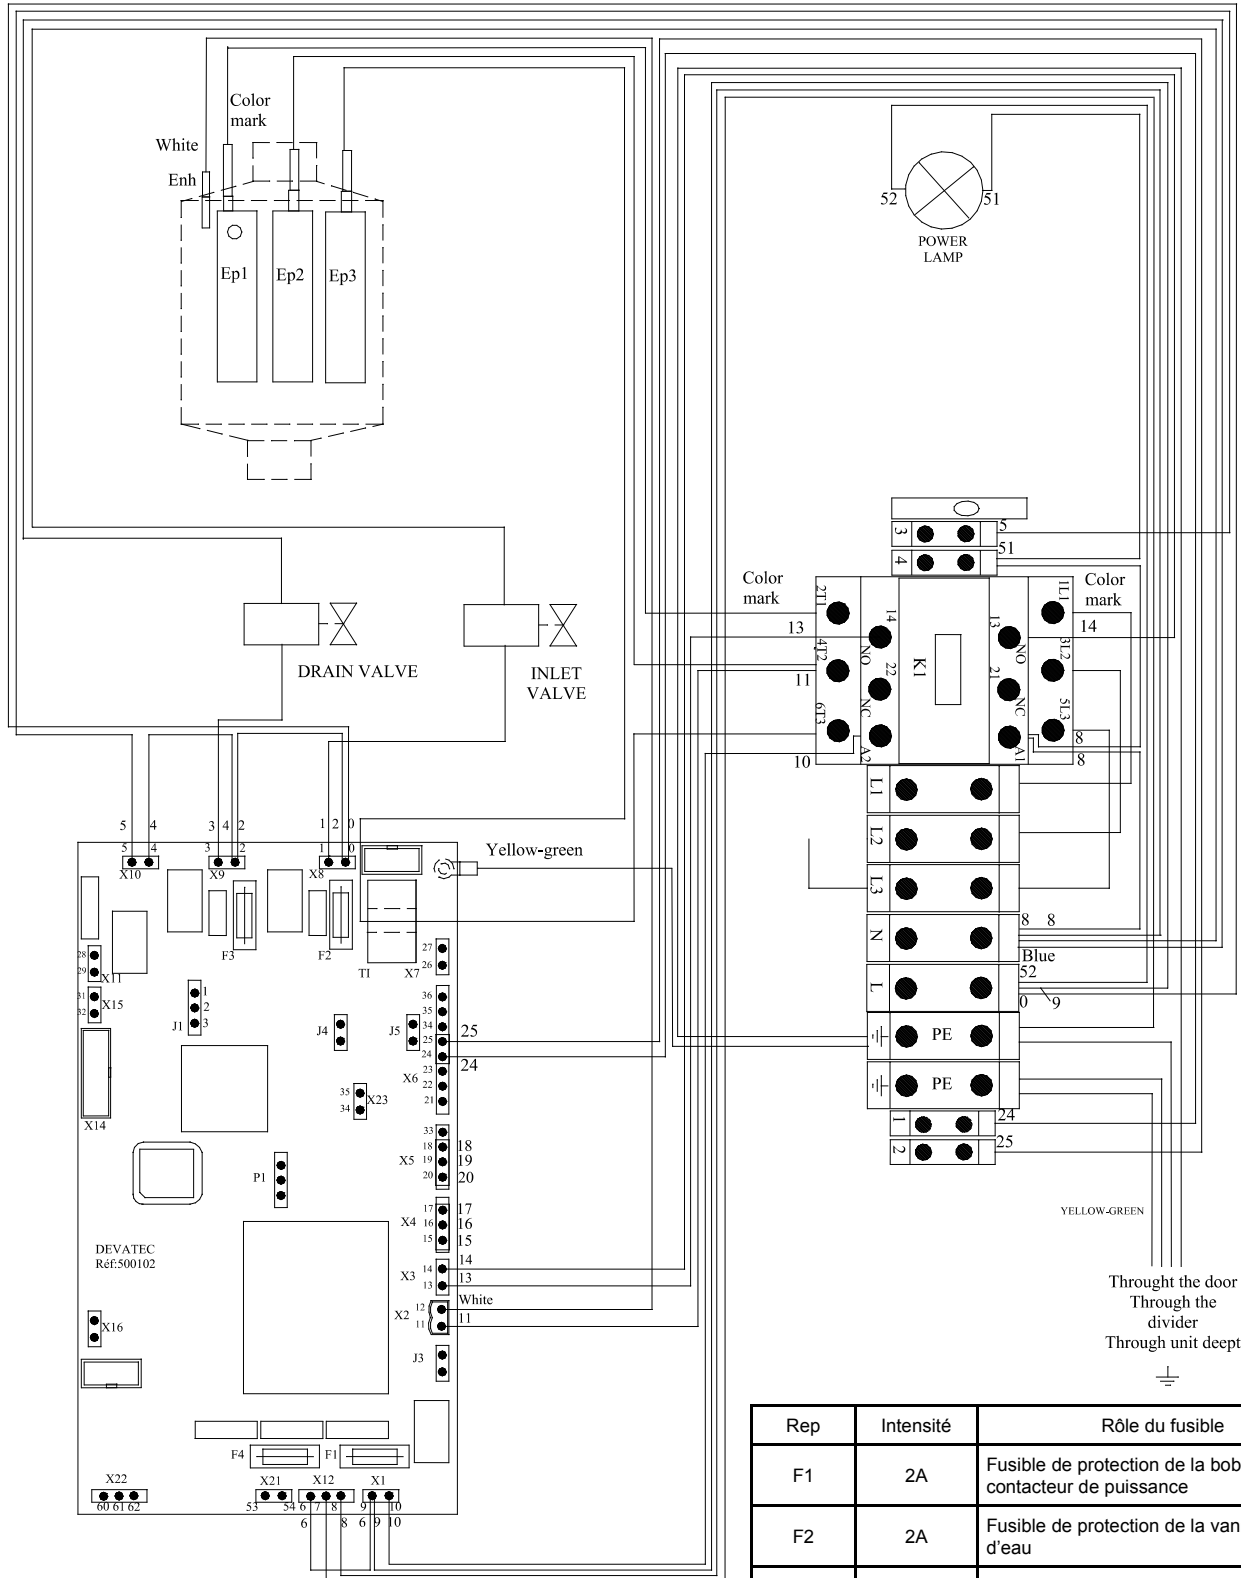 Color
mark
White
Enh
Ep1
Ep2
Ep3
52
51
POWER
LAMP
DRAIN VALVE
INLET
VALVE
3
5
4
51
Color
mark
Color
mark
2T1
14
13
1L1
13
NO
K1
NO
14
4T2
22
21
3L2
11
NC
NC
6T3
5L3
A2
A1
8
10
8
L1
L2
L3
N
8 8
Blue
L
52
0
9
PE
PE
1
24
2
25
YELLOW-GREEN
Throught the door
Through the
divider
Through unit deept
5 4
3 4 2
1 2 0
5 4
3 2
1 0
X10
X9
X8
Yellow-green
F3
F2
TI
X7
27
26
28
29
X11
31
32
X15
J1
1
2
3
J4
J5
36
35
34
25
25
24
24
X6
23
22
21
35
34
X23
X14
33
18 18
X5 19 19
20 20
P1
17 17
X4 16 16
15 15
DEVATEC
Réf:500102
X3
14 14
13 13
White
X2
12
11 11
X16
J3
F4
F1
X22
60 61 62
X21
53 54
X12
6 7 8
X1
9 10
6 8 6 9 10
Rep Intensité Rôle du fusible
F1 2A Fusible de protection de la bob
contacteur de puissance
F2 2A Fusible de protection de la van
d’eau